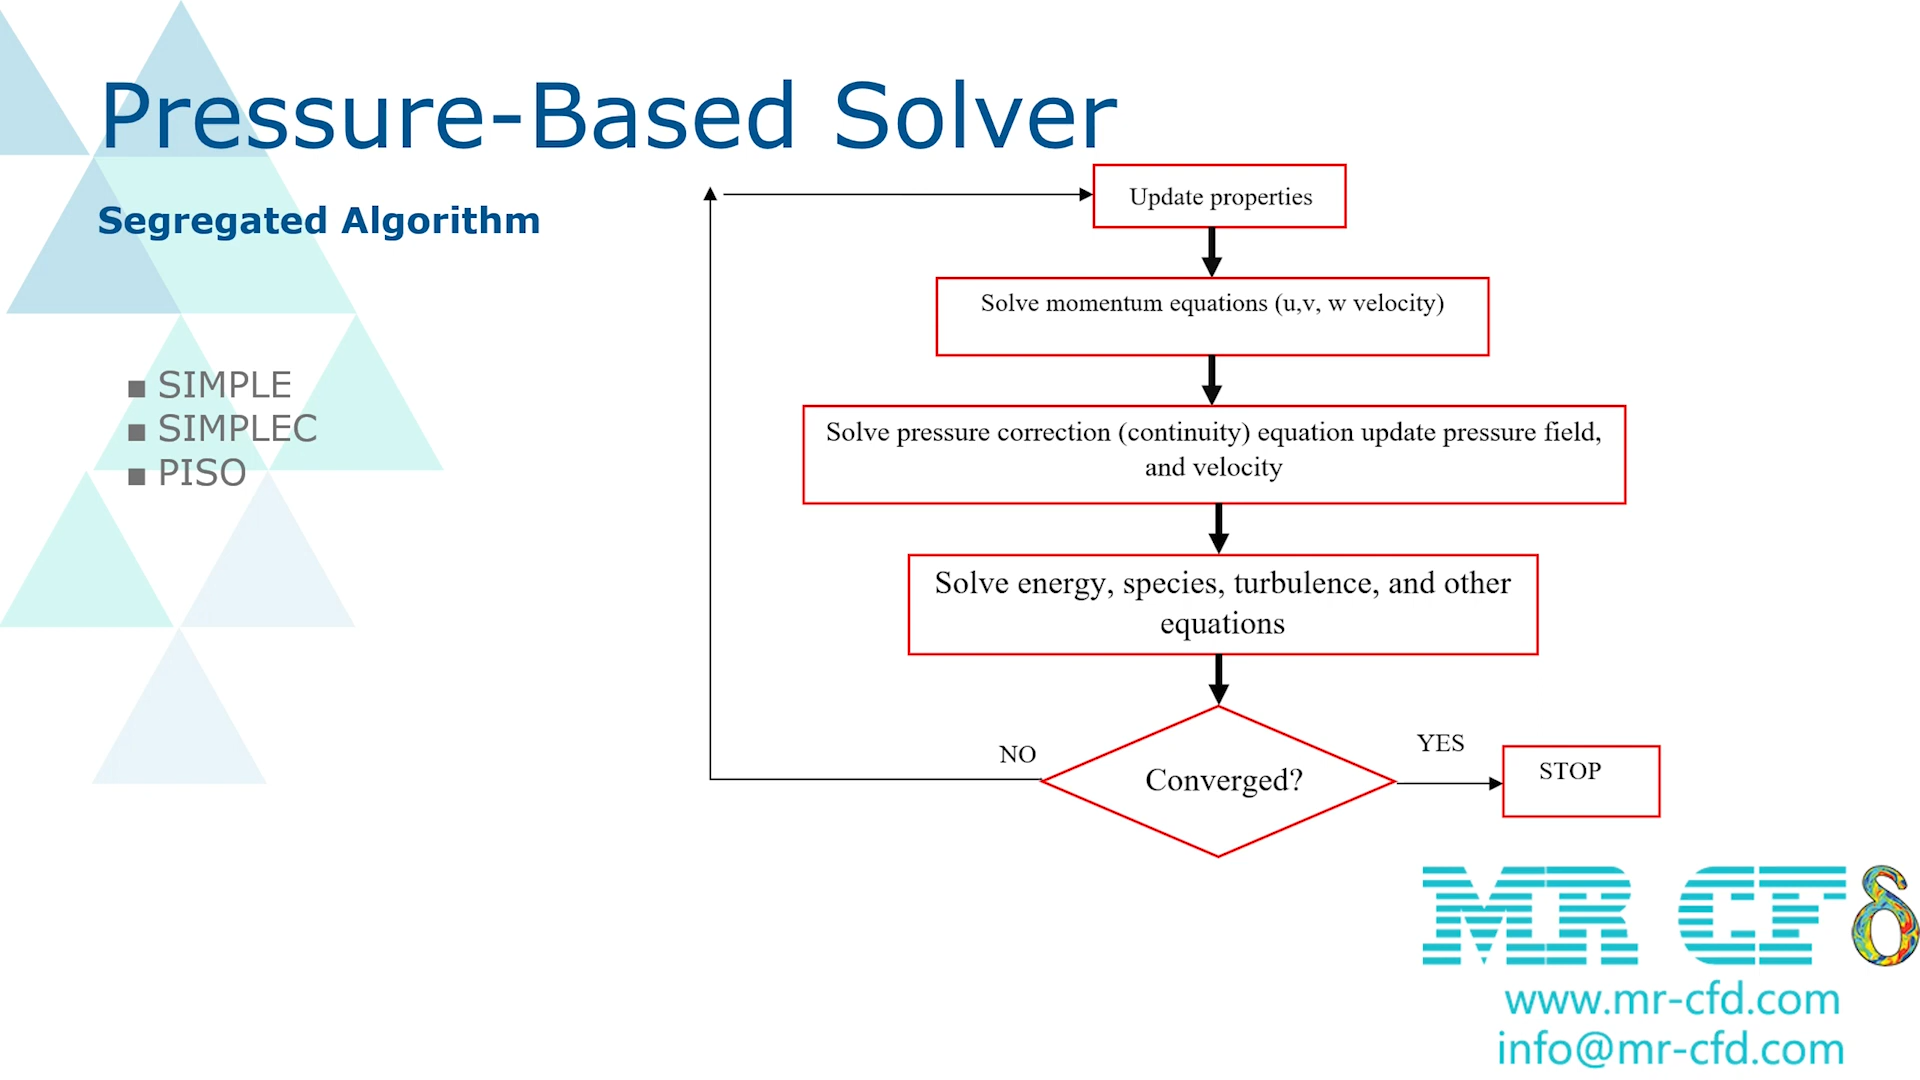 Pressure-Based Solver
Segregated Algorithm
■ SIMPLE
■ SIMPLEC
■ PISO
Update properties
Solve momentum equations (u,v, w velocity)
Solve pressure correction (continuity) equation update pressure field,
and velocity
Solve energy, species, turbulence, and other
equations
Converged?
NO
YES
STOP
MR CFδ
www.mr-cfd.com
info@mr-cfd.com